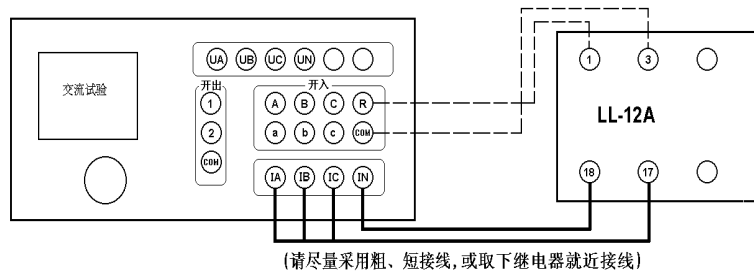 UA UB UC UN
1 3
开出 开入
交流试验
1 A B C R
LL-12A
2 a b c COM
COM
18 17
IA IB IC IN
(请尽量采用粗、短接线,或取下继电器就近接线)